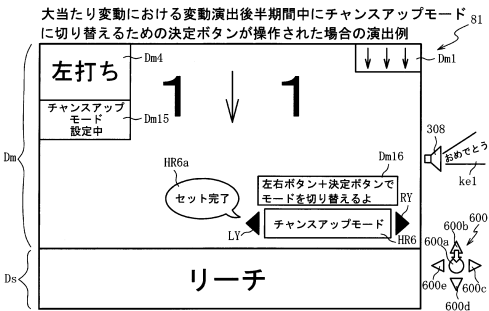 大当たり変動における変動演出後半期間中にチャンスアップモード
に切り替えるための決定ボタンが操作された場合の演出例
81
左打ち
Dm4
1
1
Dm1
チャンスアップ
モード
設定中
Dm15
Dm
HR6a
308
おめでとう
ke1
Dm16
セット完了
左右ボタン+決定ボタンで
モードを切り替えるよ
RY
チャンスアップモード
LY
HR6
600
600b
600a
600e
600c
600d
Ds
リーチ